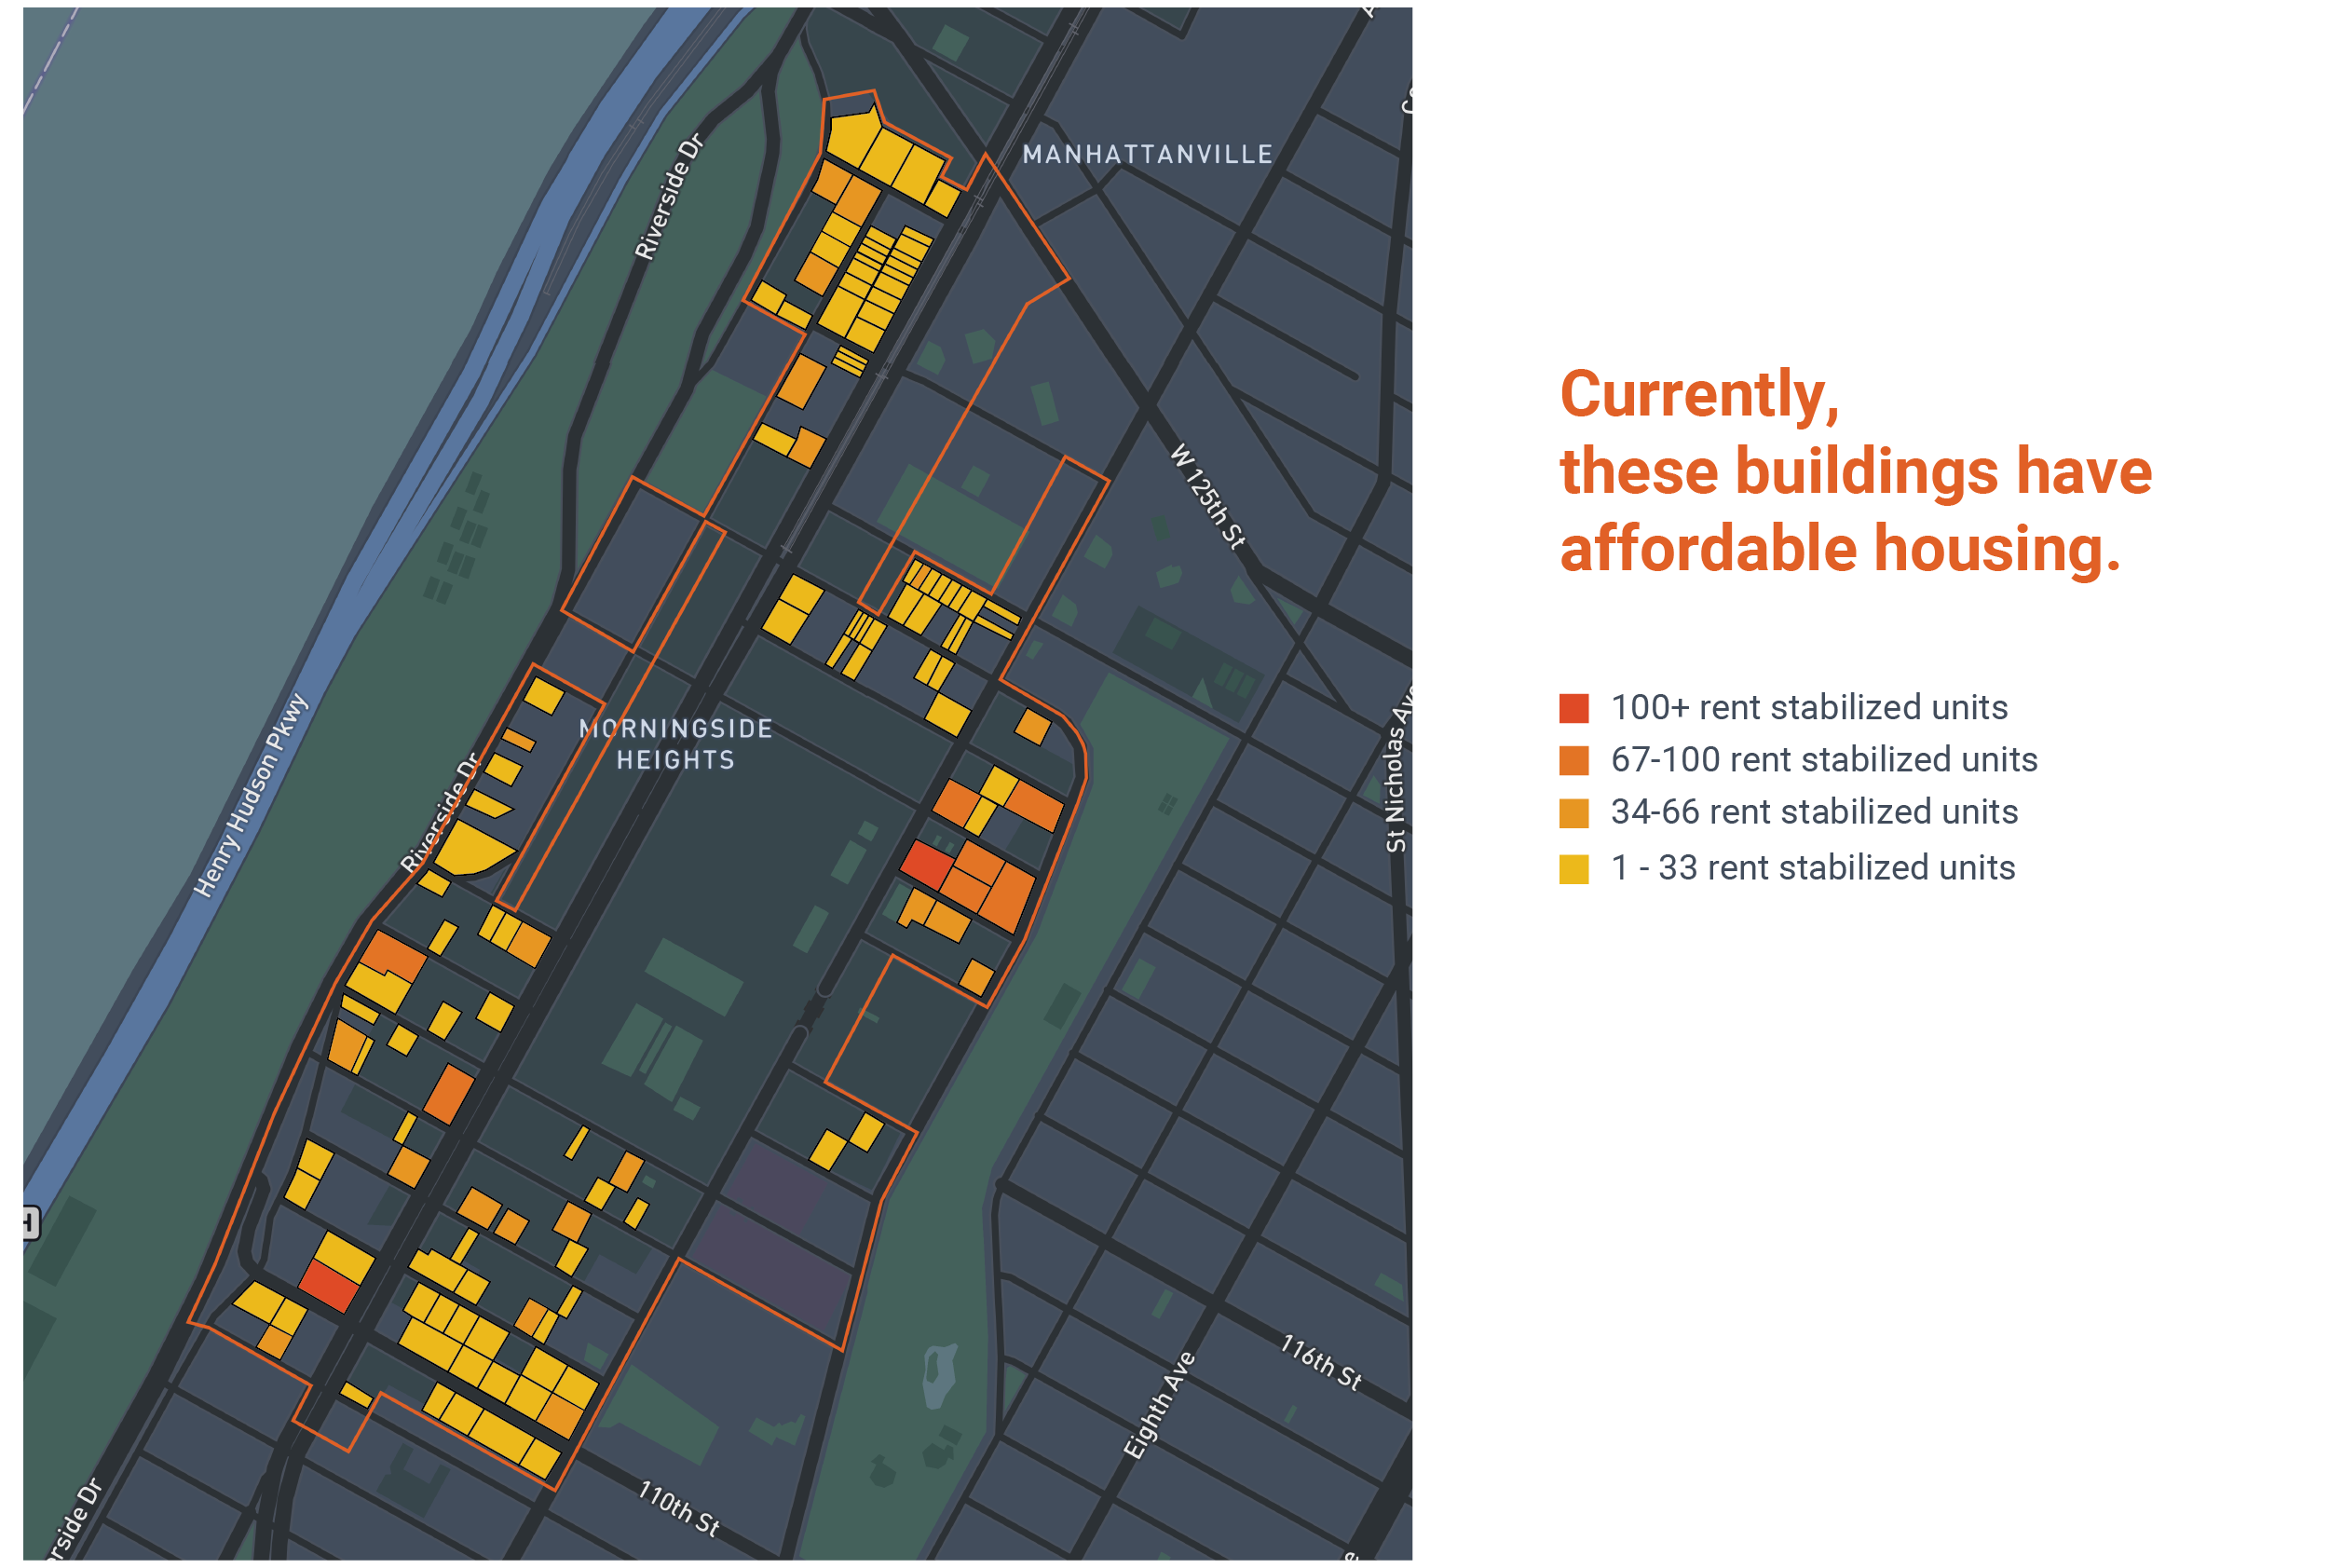 MANHATTANVILLE
Riverside Dr
W 125th St
MORNINGSIDE
HEIGHTS
Henry Hudson Pkwy
Riverside Dr
St Nicholas Ave
116th St
Eighth Ave
110th St
erside Dr
Currently,
these buildings have
affordable housing.
100+ rent stabilized units
67-100 rent stabilized units
34-66 rent stabilized units
1 - 33 rent stabilized units